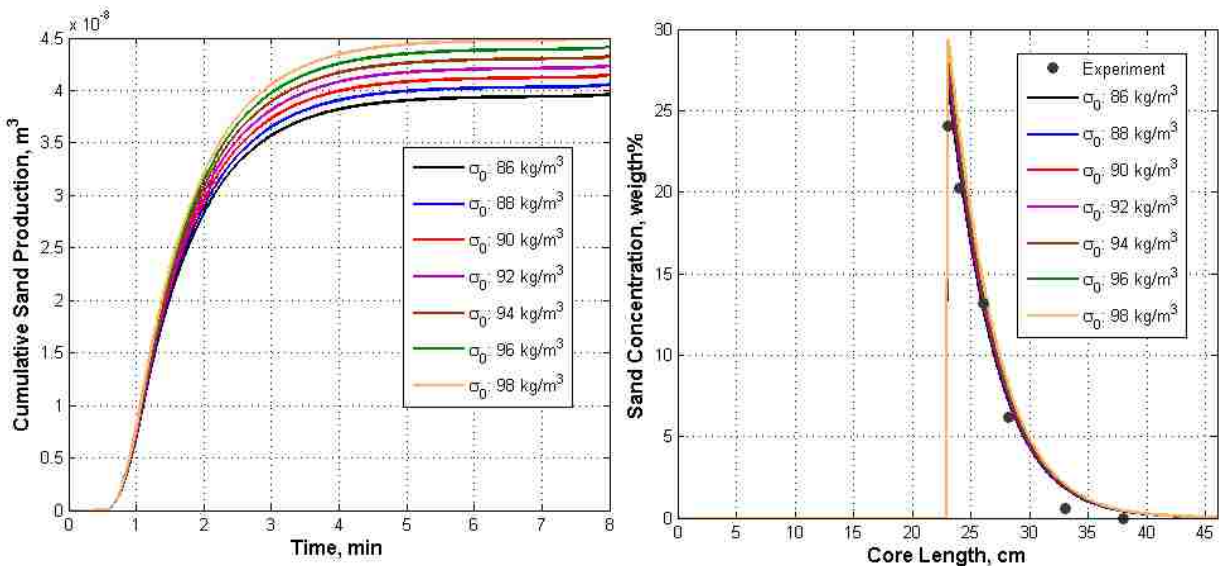 x 10⁻⁸
4.5
4
3.5
3
2.5
2
1.5
1
0.5
0
Cumulative Sand Production, m³
σ₀: 86 kg/m³
σ₀: 88 kg/m³
σ₀: 90 kg/m³
σ₀: 92 kg/m³
σ₀: 94 kg/m³
σ₀: 96 kg/m³
σ₀: 98 kg/m³
0 1 2 3 4 5 6 7 8
Time, min
30
25
20
15
10
5
0
Sand Concentration, weigth%
Experiment
σ₀: 86 kg/m³
σ₀: 88 kg/m³
σ₀: 90 kg/m³
σ₀: 92 kg/m³
σ₀: 94 kg/m³
σ₀: 96 kg/m³
σ₀: 98 kg/m³
0 5 10 15 20 25 30 35 40 45
Core Length, cm